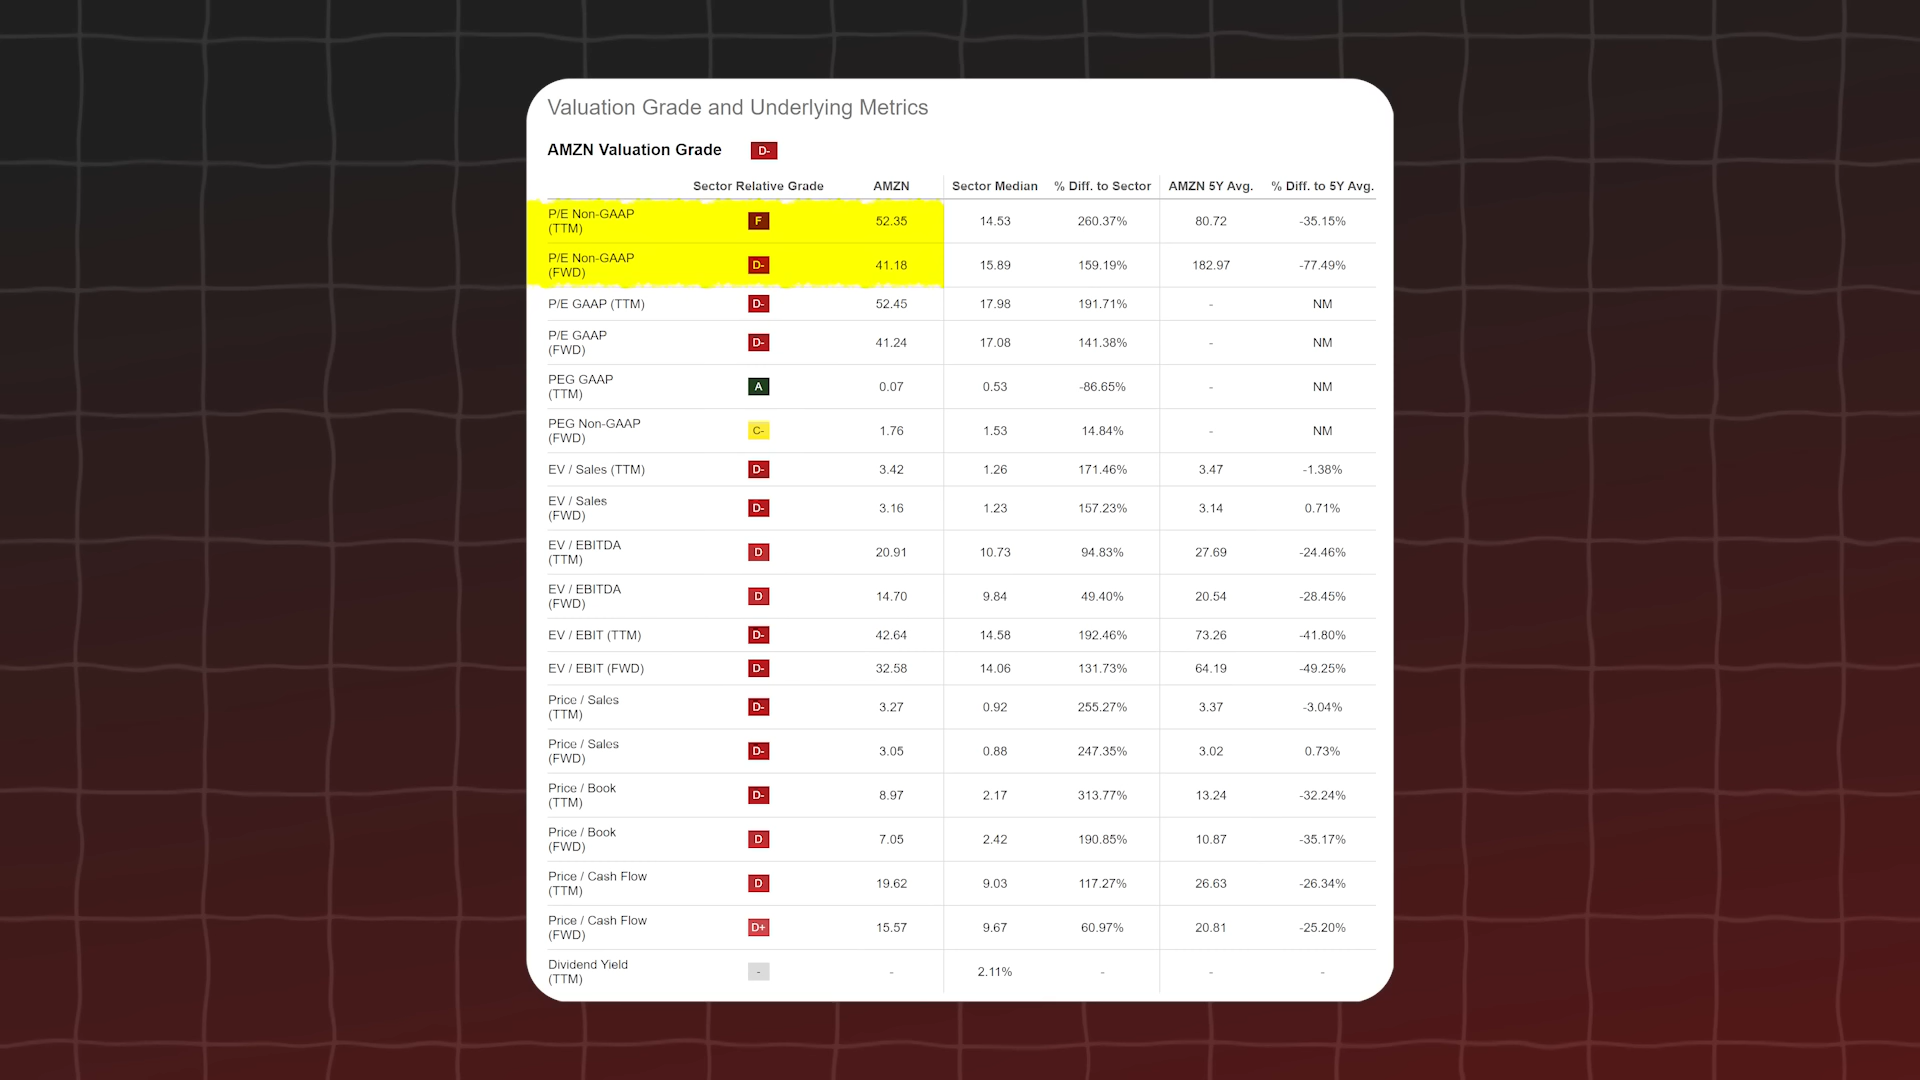 Valuation Grade and Underlying Metrics
AMZN Valuation Grade D-
Sector Relative Grade AMZN Sector Median % Diff. to Sector AMZN 5Y Avg. % Diff. to 5Y Avg.
P/E Non-GAAP
(TTM) F 52.35 14.53 260.37% 80.72 -35.15%
P/E Non-GAAP
(FWD) D- 41.18 15.89 159.19% 182.97 -77.49%
P/E GAAP (TTM) D- 52.45 17.98 191.71% - NM
P/E GAAP
(FWD) D- 41.24 17.08 141.38% - NM
PEG GAAP
(TTM) A 0.07 0.53 -86.65% - NM
PEG Non-GAAP
(FWD) C- 1.76 1.53 14.84% - NM
EV / Sales (TTM) D- 3.42 1.26 171.46% 3.47 -1.38%
EV / Sales
(FWD) D- 3.16 1.23 157.23% 3.14 0.71%
EV / EBITDA
(TTM) D 20.91 10.73 94.83% 27.69 -24.46%
EV / EBITDA
(FWD) D 14.70 9.84 49.40% 20.54 -28.45%
EV / EBIT (TTM) D- 42.64 14.58 192.46% 73.26 -41.80%
EV / EBIT (FWD) D- 32.58 14.06 131.73% 64.19 -49.25%
Price / Sales
(TTM) D- 3.27 0.92 255.27% 3.37 -3.04%
Price / Sales
(FWD) D- 3.05 0.88 247.35% 3.02 0.73%
Price / Book
(TTM) D- 8.97 2.17 313.77% 13.24 -32.24%
Price / Book
(FWD) D 7.05 2.42 190.85% 10.87 -35.17%
Price / Cash Flow
(TTM) D 19.62 9.03 117.27% 26.63 -26.34%
Price / Cash Flow
(FWD) D+ 15.57 9.67 60.97% 20.81 -25.20%
Dividend Yield
(TTM) - - 2.11% - - -